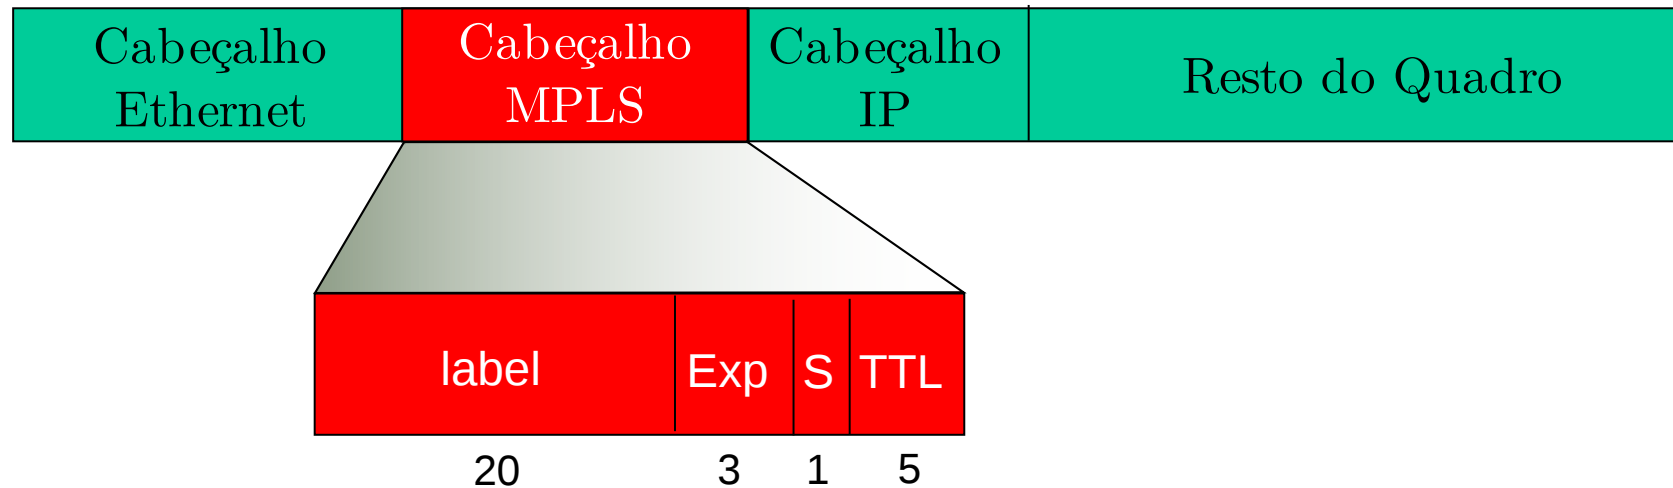 Cabeçalho
Ethernet
Cabeçalho
MPLS
Cabeçalho
IP
Resto do Quadro
label
Exp
S
TTL
20
3
1
5